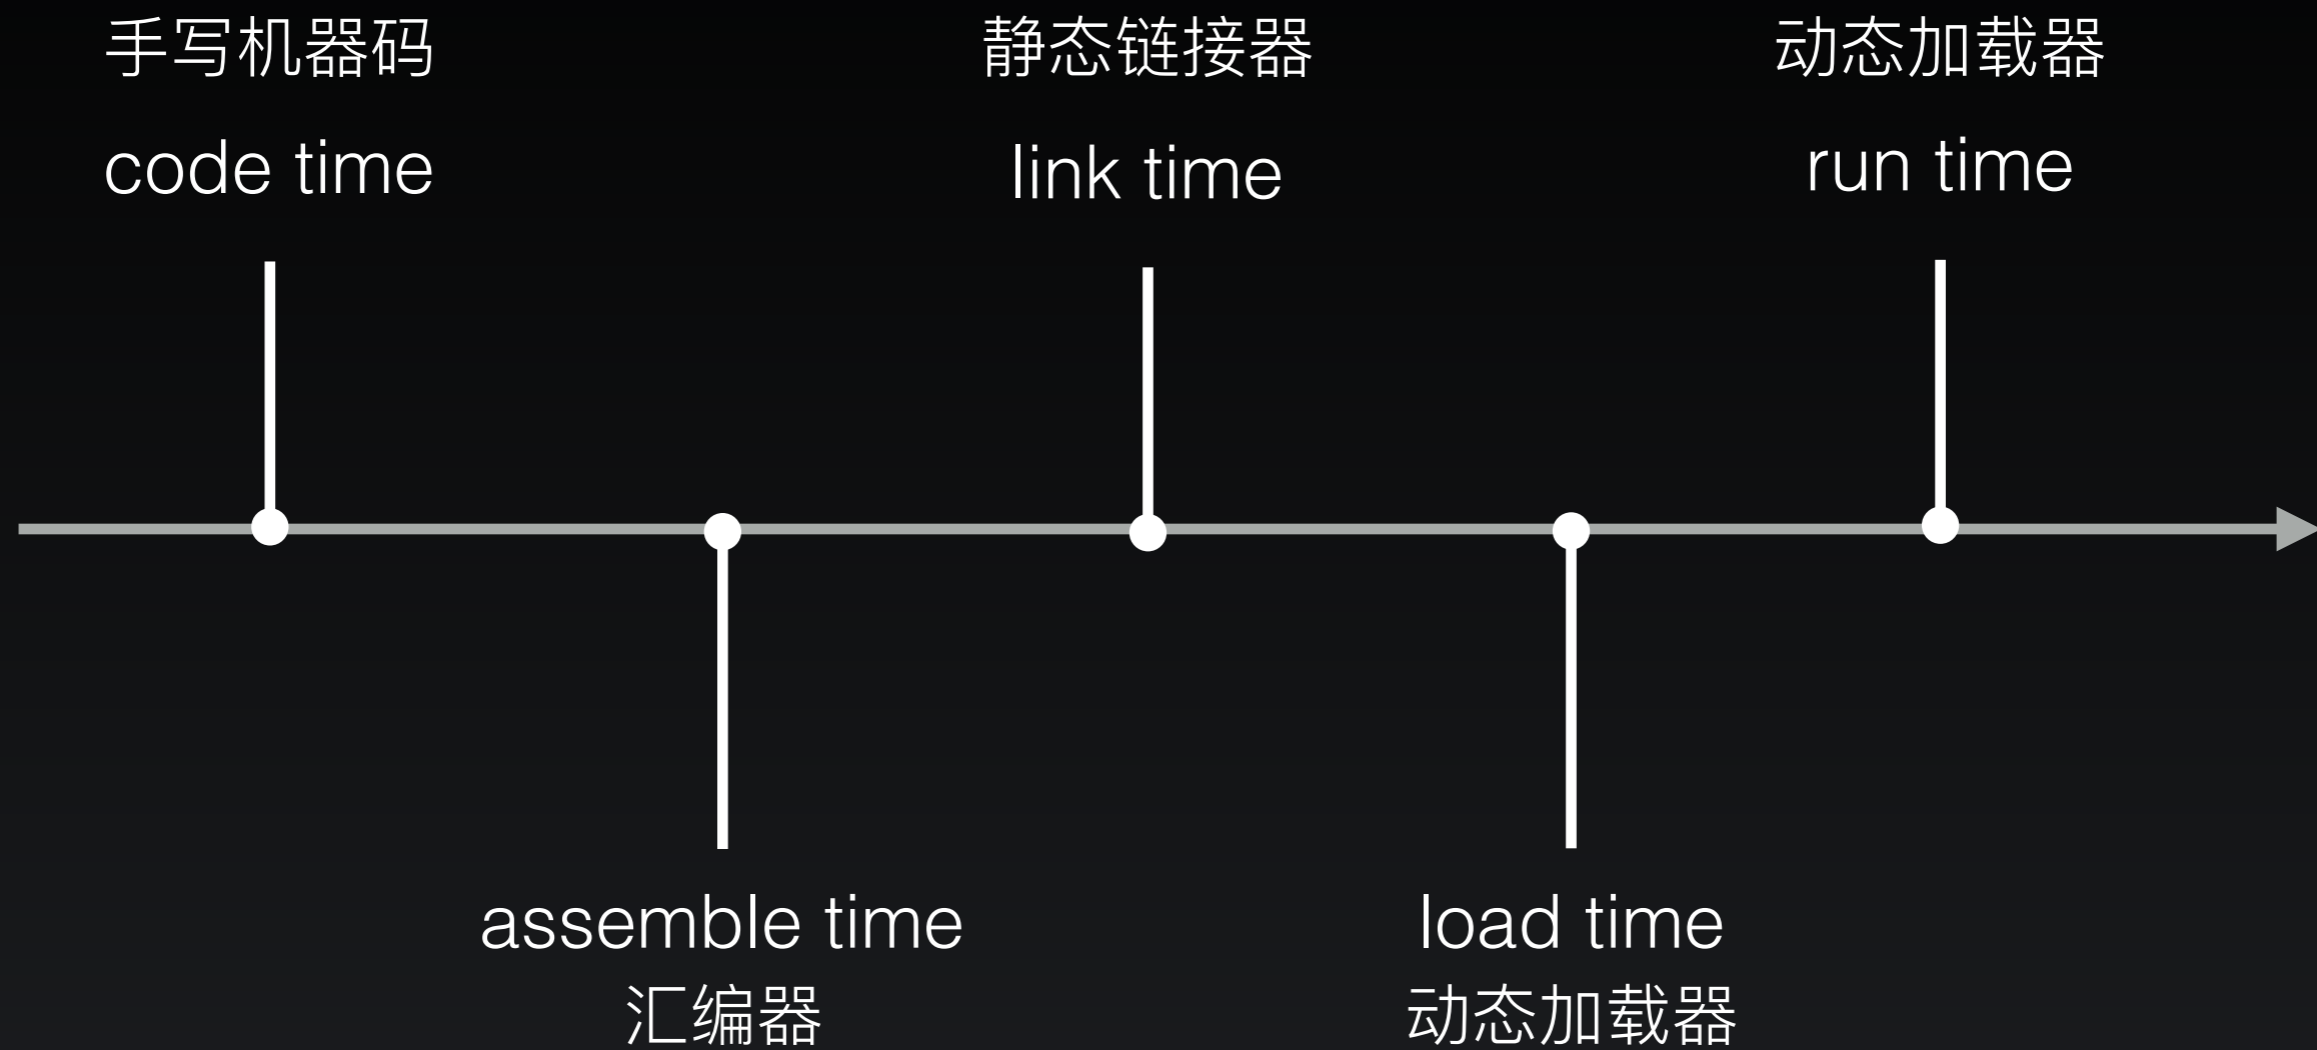 手写机器码
code time
静态链接器
link time
动态加载器
run time
assemble time
汇编器
load time
动态加载器